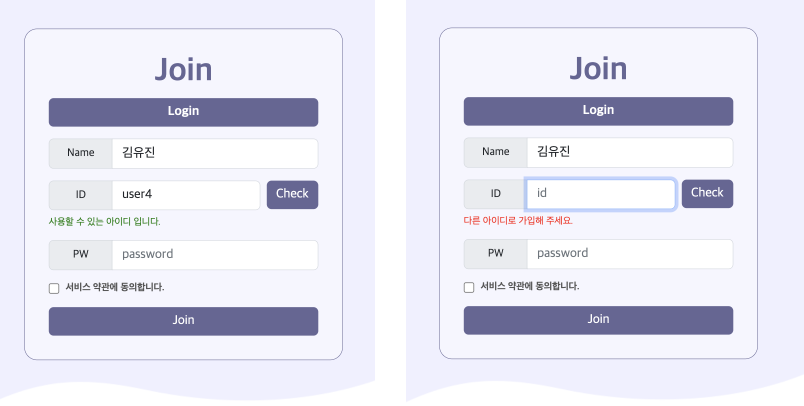 Join
Login
Name 김유진
ID user4 Check
사용할 수 있는 아이디 입니다.
PW password
서비스 약관에 동의합니다.
Join
Join
Login
Name 김유진
ID id Check
다른 아이디로 가입해 주세요.
PW password
서비스 약관에 동의합니다.
Join